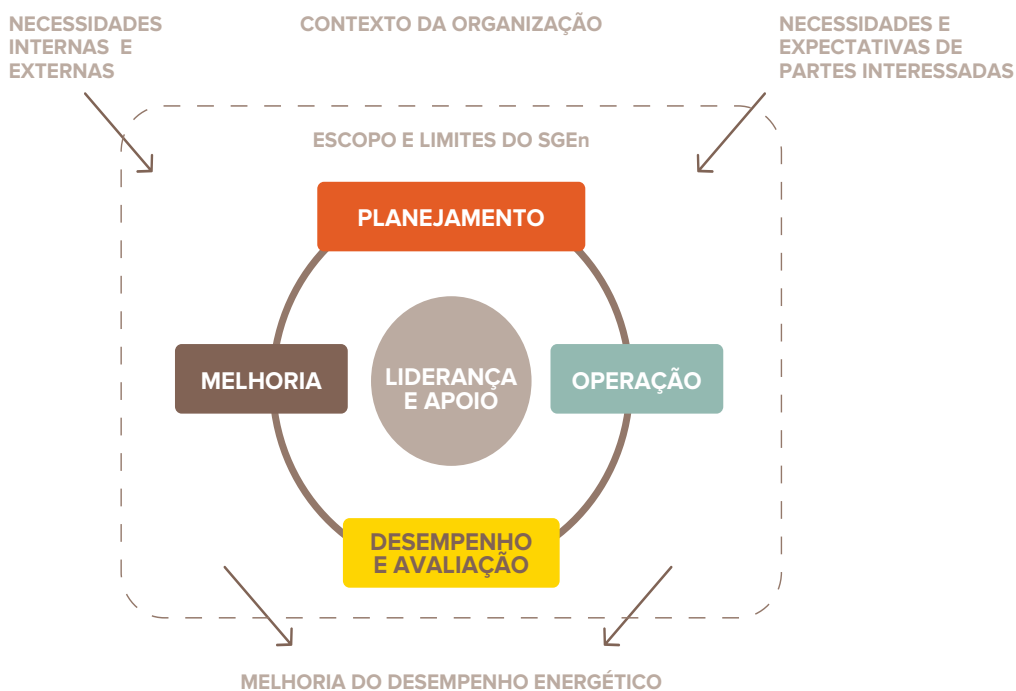 NECESSIDADES
INTERNAS E
EXTERNAS
CONTEXTO DA ORGANIZAÇÃO
NECESSIDADES E
EXPECTATIVAS DE
PARTES INTERESSADAS
ESCOPO E LIMITES DO SGEn
PLANEJAMENTO
MELHORIA
LIDERANÇA
E APOIO
OPERAÇÃO
DESEMPENHO
E AVALIAÇÃO
MELHORIA DO DESEMPENHO ENERGÉTICO